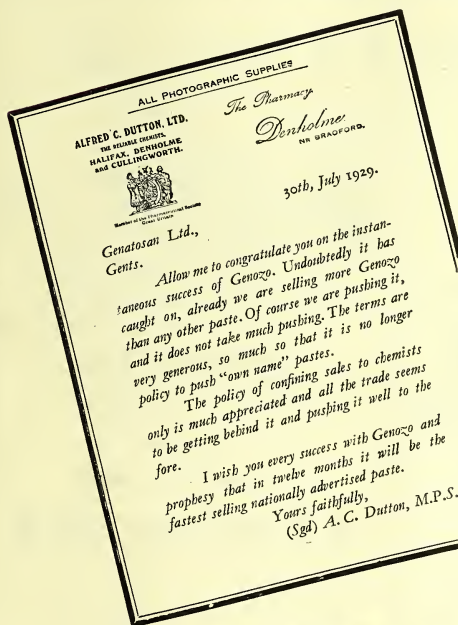 ALL PHOTOGRAPHIC SUPPLIES
ALFRED C. DUTTON, LTD.
THE RELIABLE CHEMISTS.
HALIFAX, DENHOLME
and CULLINGWORTH.
Member of the Pharmaceutical Society
Great Britain
The Pharmacy
Denholme
NR BRADFORD.
30th, July 1929.
Genatosan Ltd.,
Gents.
Allow me to congratulate you on the instan-
taneous success of Genozo. Undoubtedly it has
caught on, already we are selling more Genozo
than any other paste. Of course we are pushing it,
and it does not take much pushing. The terms are
very generous, so much so that it is no longer
policy to push "own name" pastes.
The policy of confining sales to chemists
only is much appreciated and all the trade seems
to be getting behind it and pushing it well to the
fore.
I wish you every success with Genozo and
prophesy that in twelve months it will be the
fastest selling nationally advertised paste.
Yours faithfully,
(Sgd) A. C. Dutton, M.P.S.